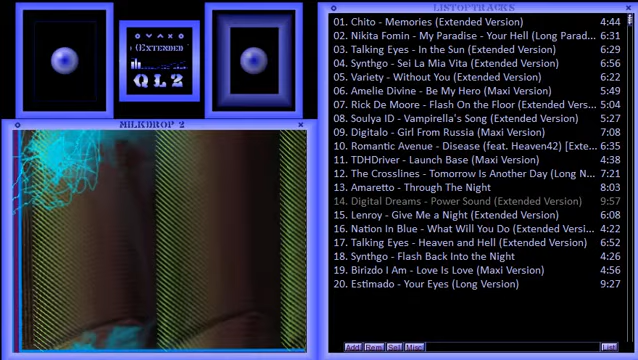 (Extended
QL2
MILKDROP 2
LIST OF TRACKS
01. Chito - Memories (Extended Version) 4:44
02. Nikita Fomin - My Paradise - Your Hell (Long Parad... 6:31
03. Talking Eyes - In the Sun (Extended Version) 6:29
04. Synthgo - Sei La Mia Vita (Extended Version) 6:56
05. Variety - Without You (Extended Version) 6:22
06. Amelie Divine - Be My Hero (Maxi Version) 5:49
07. Rick De Moore - Flash On the Floor (Extended Vers... 5:04
08. Soulya ID - Vampirella's Song (Extended Version) 5:27
09. Digitalo - Girl From Russia (Maxi Version) 7:08
10. Romantic Avenue - Disease (feat. Heaven42) [Exte... 6:35
11. TDHDriver - Launch Base (Maxi Version) 4:38
12. The Crosslines - Tomorrow Is Another Day (Long N... 7:21
13. Amaretto - Through The Night 8:03
14. Digital Dreams - Power Sound (Extended Version) 9:57
15. Lenroy - Give Me a Night (Extended Version) 6:08
16. Nation In Blue - What Will You Do (Extended Versi... 4:22
17. Talking Eyes - Heaven and Hell (Extended Version) 6:52
18. Synthgo - Flash Back Into the Night 4:26
19. Birizdo I Am - Love Is Love (Maxi Version) 4:56
20. Estimado - Your Eyes (Long Version) 9:27
Add Rem Sel Misc List